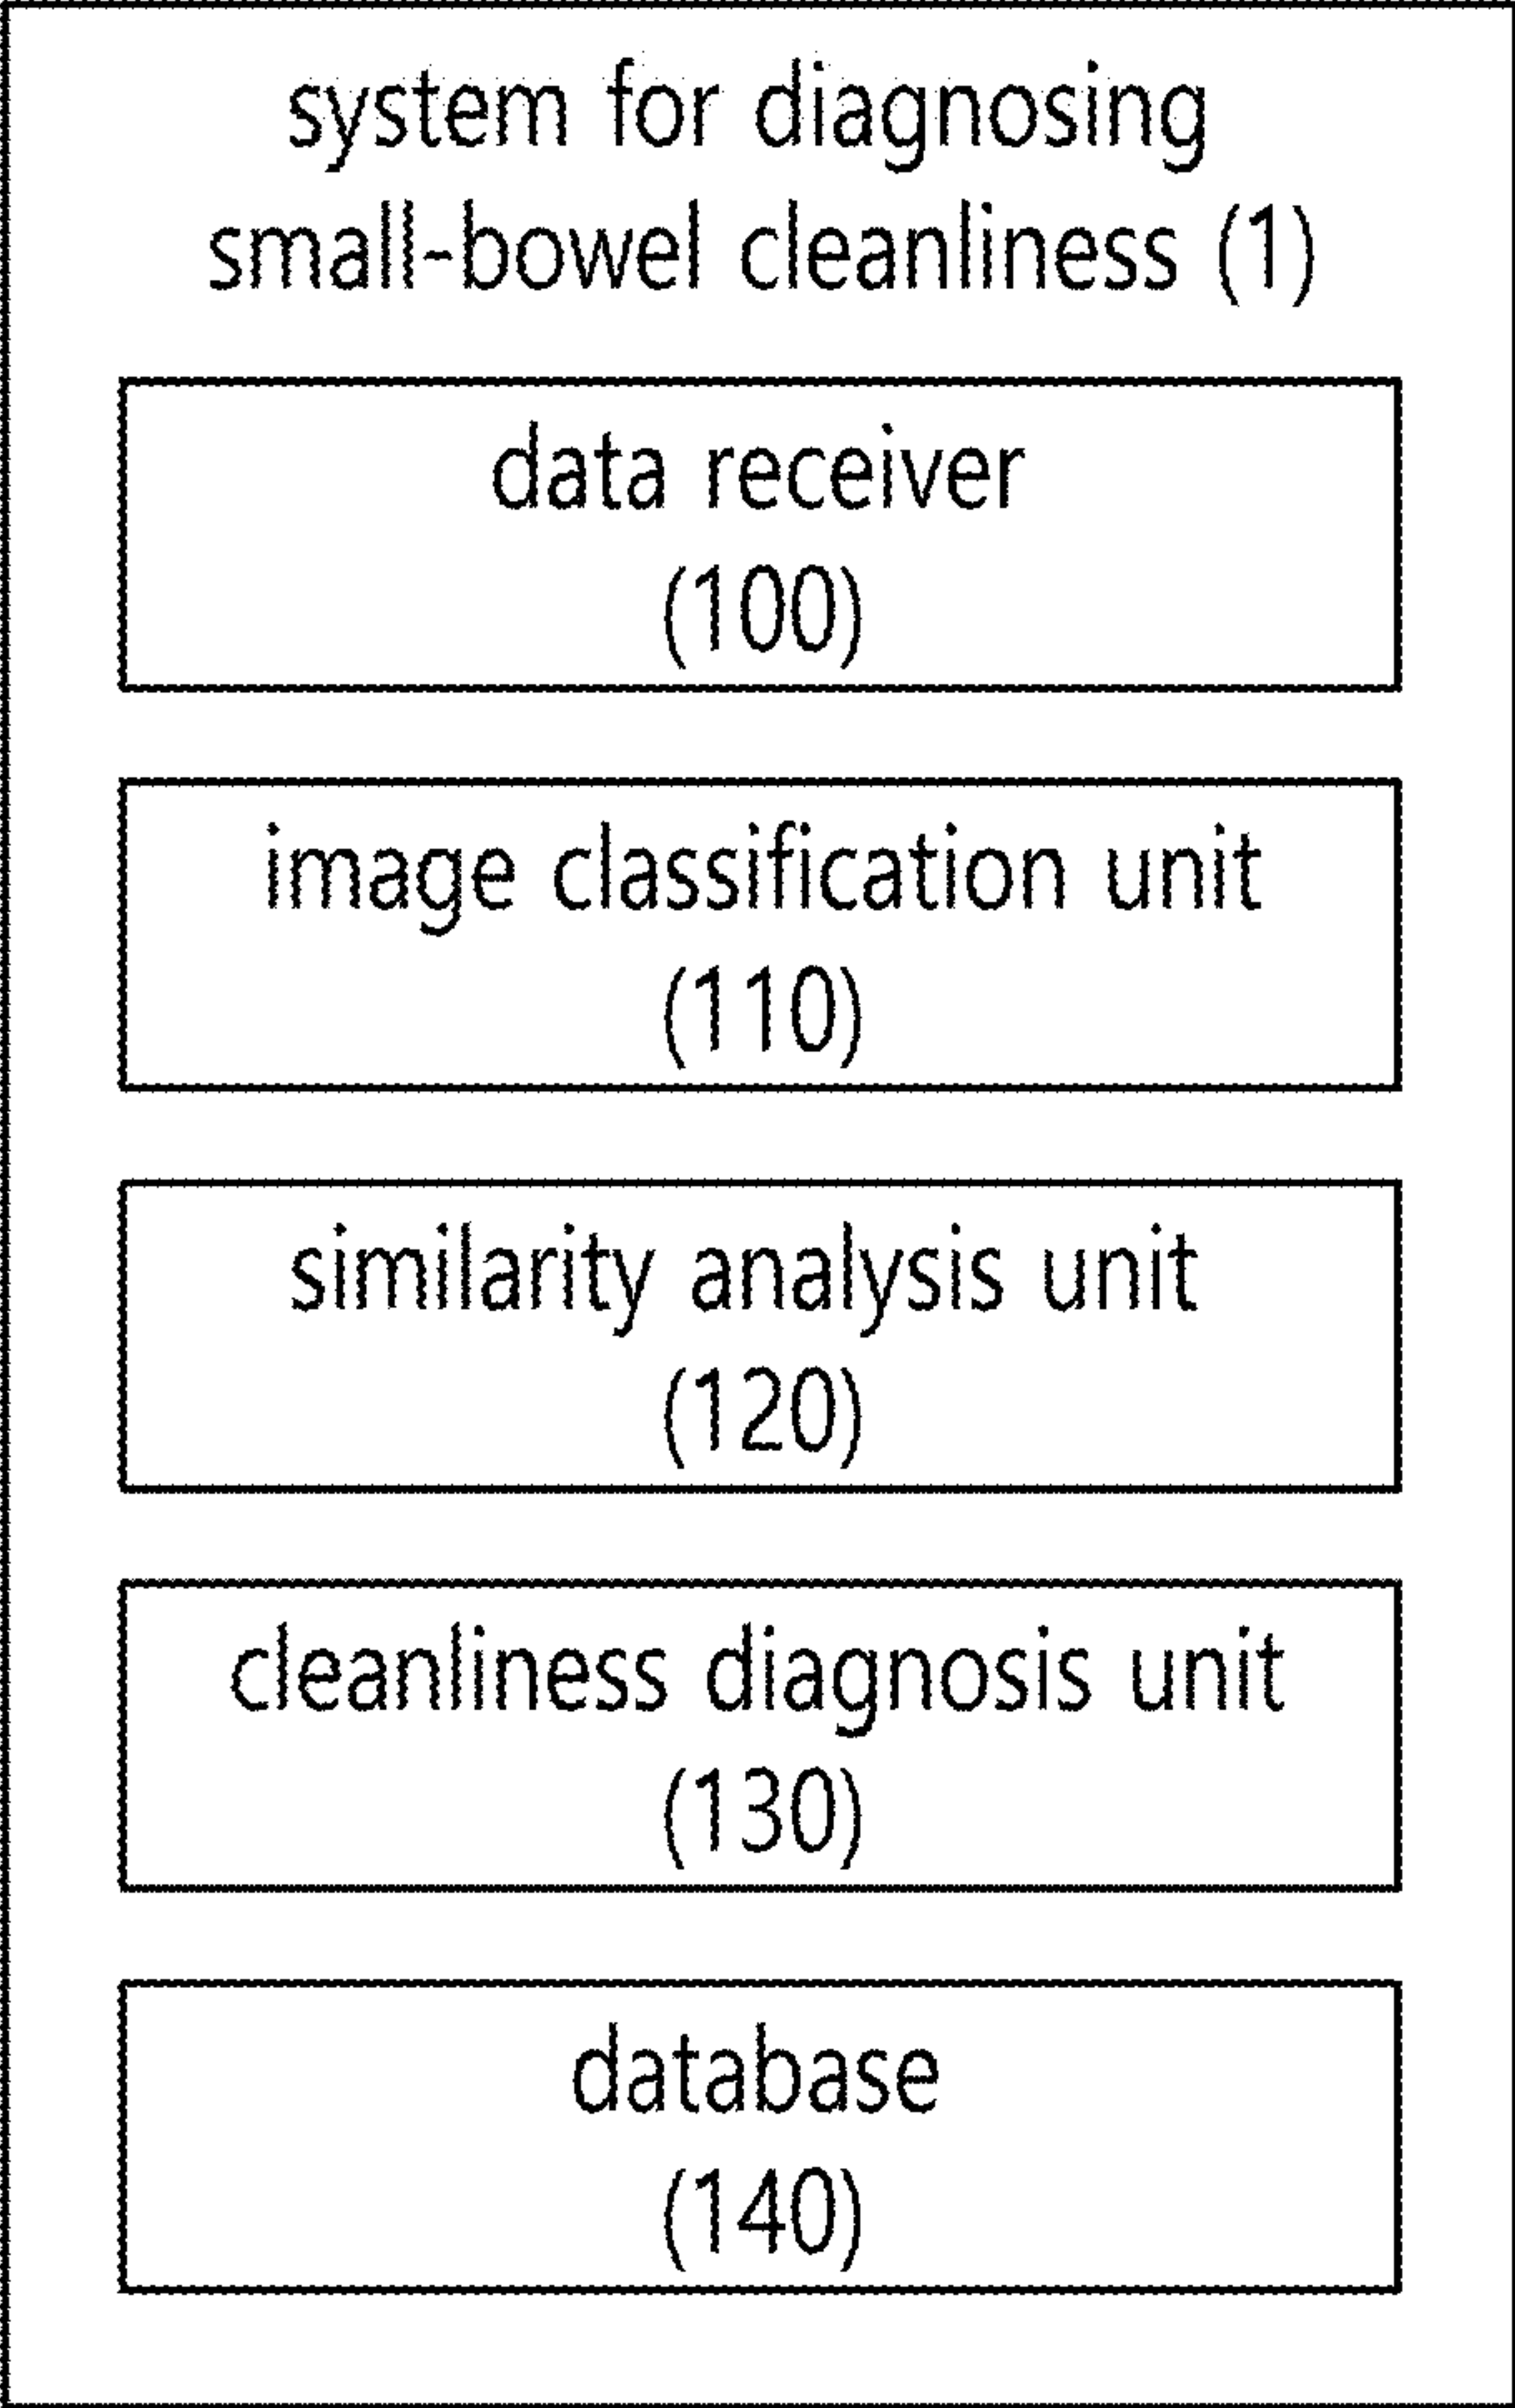 system for diagnosing
small-bowel cleanliness (1)
data receiver
(100)
image classification unit
(110)
similarity analysis unit
(120)
cleanliness diagnosis unit
(130)
database
(140)